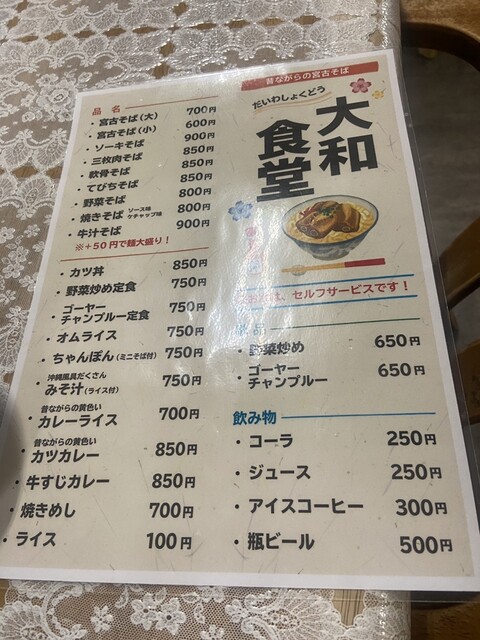 昔ながらの宮古そば
だいわしょくどう
大和
食堂
品名
・宮古そば(大) 700円
・宮古そば(小) 600円
・ソーキそば 900円
・三枚肉そば 850円
・軟骨そば 850円
・てびちそば 850円
・野菜そば 800円
・焼きそば ソース味 ケチャップ味 800円
・牛汁そば 900円
※+50円で麺大盛り!
・カツ丼 850円
・野菜炒め定食 750円
・ゴーヤー
チャンプルー定食 750円
・オムライス 750円
・ちゃんぽん(ミニそば付) 750円
沖縄風具だくさん
・みそ汁(ライス付) 750円
昔ながらの黄色い
・カレーライス 700円
昔ながらの黄色い
・カツカレー 850円
・牛すじカレー 850円
・焼きめし 700円
・ライス 100円
は、セルフサービスです!
品
・野菜炒め 650円
・ゴーヤー
チャンプルー 650円
飲み物
・コーラ 250円
・ジュース 250円
・アイスコーヒー 300円
・瓶ビール 500円